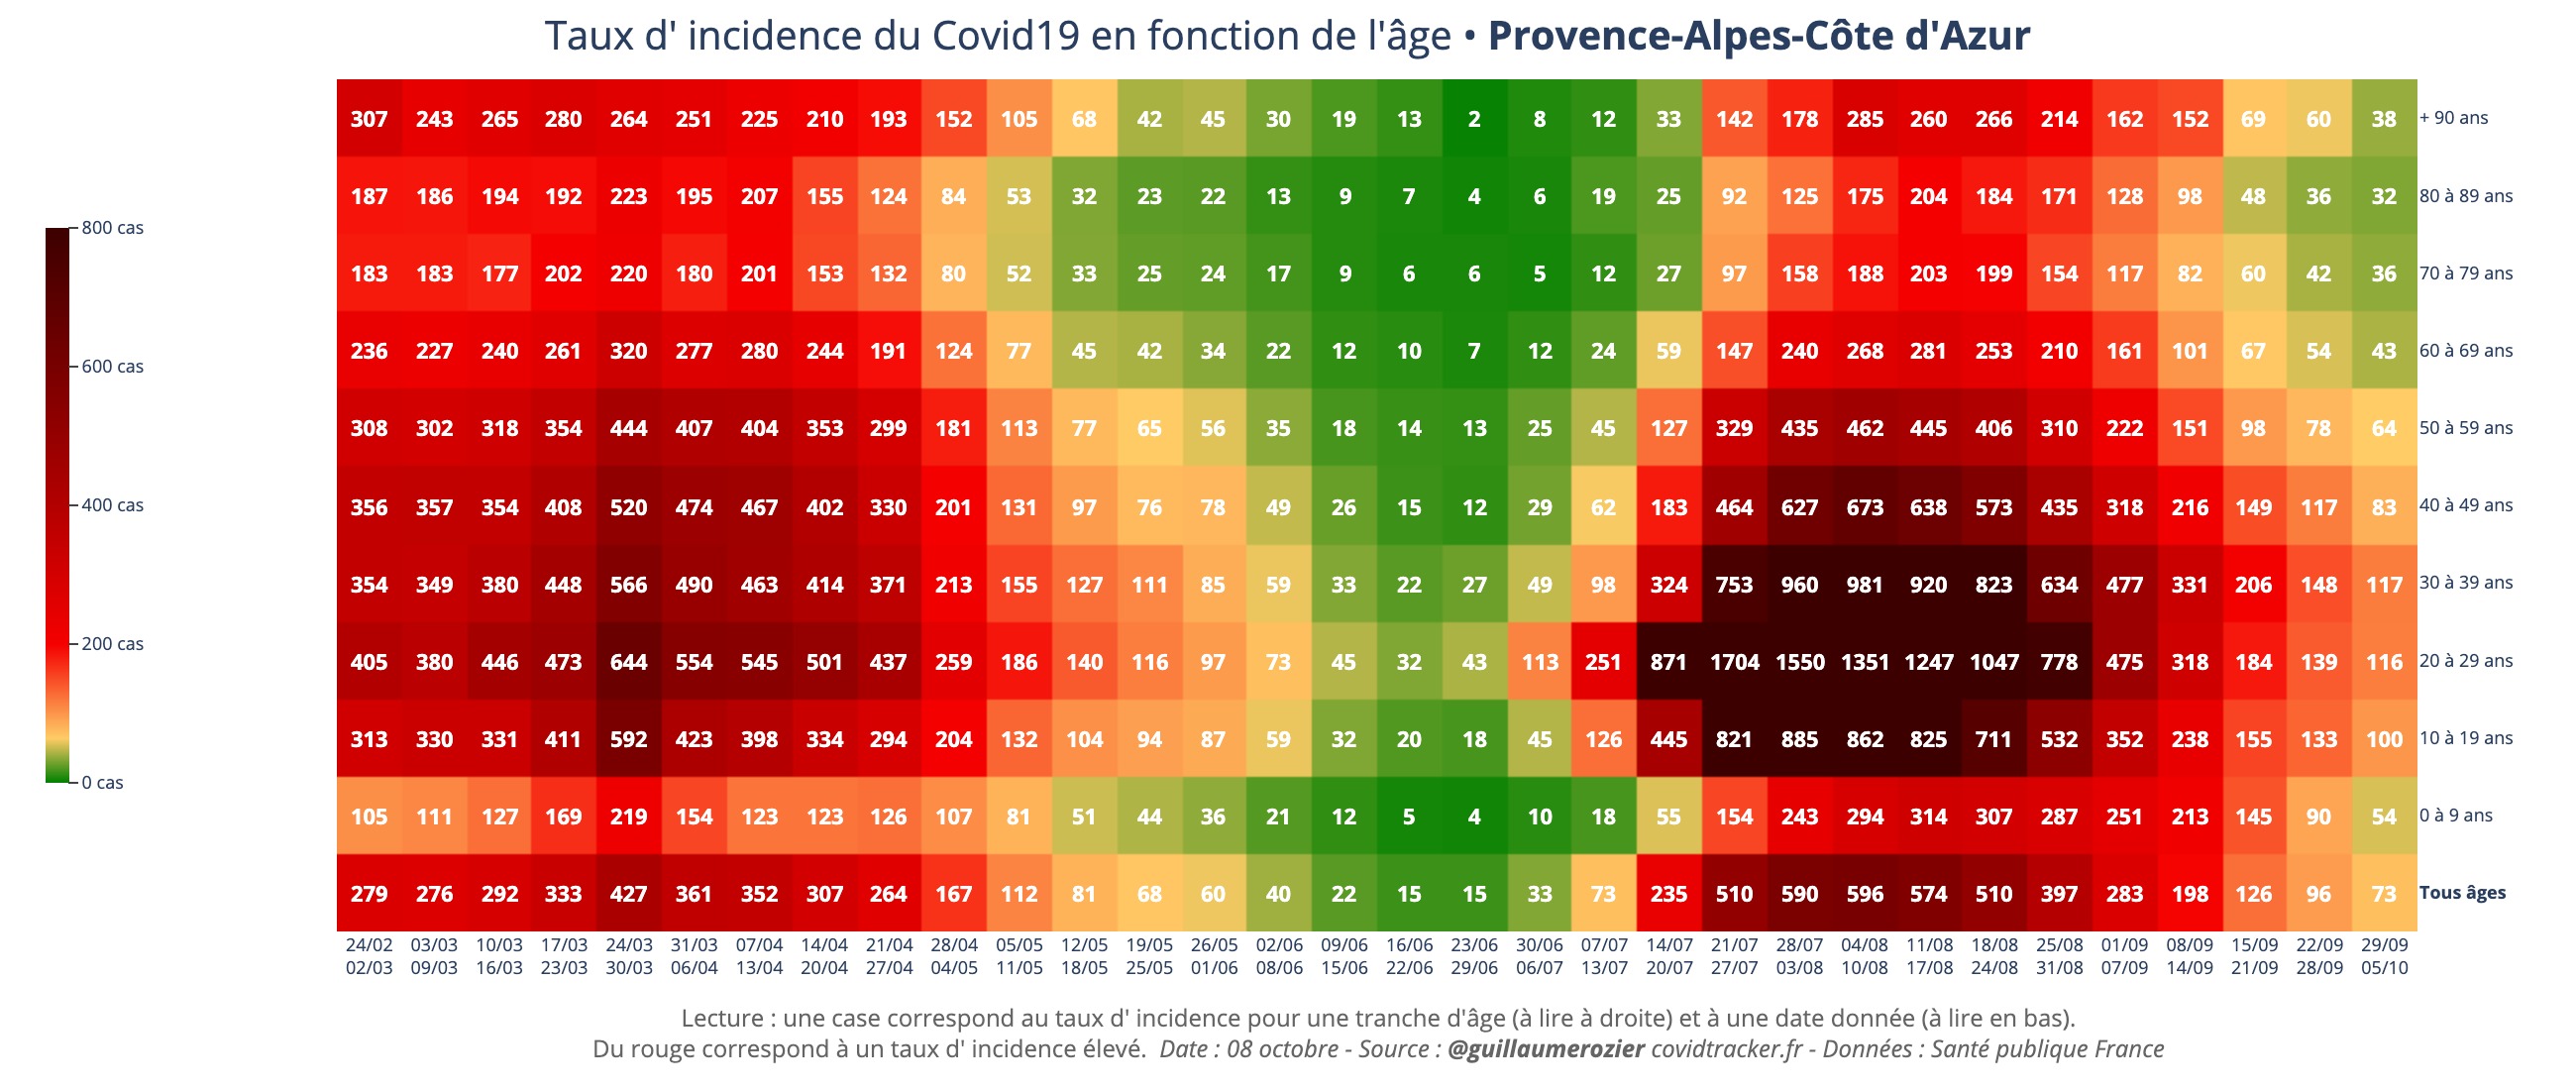 Taux d' incidence du Covid19 en fonction de l'âge • Provence-Alpes-Côte d'Azur
800 cas
600 cas
400 cas
200 cas
0 cas
307 243 265 280 264 251 225 210 193 152 105 68 42 45 30 19 13 2 8 12 33 142 178 285 260 266 214 162 152 69 60 38 + 90 ans
187 186 194 192 223 195 207 155 124 84 53 32 23 22 13 9 7 4 6 19 25 92 125 175 204 184 171 128 98 48 36 32 80 à 89 ans
183 183 177 202 220 180 201 153 132 80 52 33 25 24 17 9 6 6 5 12 27 97 158 188 203 199 154 117 82 60 42 36 70 à 79 ans
236 227 240 261 320 277 280 244 191 124 77 45 42 34 22 12 10 7 12 24 59 147 240 268 281 253 210 161 101 67 54 43 60 à 69 ans
308 302 318 354 444 407 404 353 299 181 113 77 65 56 35 18 14 13 25 45 127 329 435 462 445 406 310 222 151 98 78 64 50 à 59 ans
356 357 354 408 520 474 467 402 330 201 131 97 76 78 49 26 15 12 29 62 183 464 627 673 638 573 435 318 216 149 117 83 40 à 49 ans
354 349 380 448 566 490 463 414 371 213 155 127 111 85 59 33 22 27 49 98 324 753 960 981 920 823 634 477 331 206 148 117 30 à 39 ans
405 380 446 473 644 554 545 501 437 259 186 140 116 97 73 45 32 43 113 251 871 1704 1550 1351 1247 1047 778 475 318 184 139 116 20 à 29 ans
313 330 331 411 592 423 398 334 294 204 132 104 94 87 59 32 20 18 45 126 445 821 885 862 825 711 532 352 238 155 133 100 10 à 19 ans
105 111 127 169 219 154 123 123 126 107 81 51 44 36 21 12 5 4 10 18 55 154 243 294 314 307 287 251 213 145 90 54 0 à 9 ans
279 276 292 333 427 361 352 307 264 167 112 81 68 60 40 22 15 15 33 73 235 510 590 596 574 510 397 283 198 126 96 73 Tous âges
24/02 03/03 10/03 17/03 24/03 31/03 07/04 14/04 21/04 28/04 05/05 12/05 19/05 26/05 02/06 09/06 16/06 23/06 30/06 07/07 14/07 21/07 28/07 04/08 11/08 18/08 25/08 01/09 08/09 15/09 22/09 29/09
02/03 09/03 16/03 23/03 30/03 06/04 13/04 20/04 27/04 04/05 11/05 18/05 25/05 01/06 08/06 15/06 22/06 29/06 06/07 13/07 20/07 27/07 03/08 10/08 17/08 24/08 31/08 07/09 14/09 21/09 28/09 05/10
Lecture : une case correspond au taux d' incidence pour une tranche d'âge (à lire à droite) et à une date donnée (à lire en bas).
Du rouge correspond à un taux d' incidence élevé. Date : 08 octobre - Source : @guillaumerozier covidtracker.fr - Données : Santé publique France